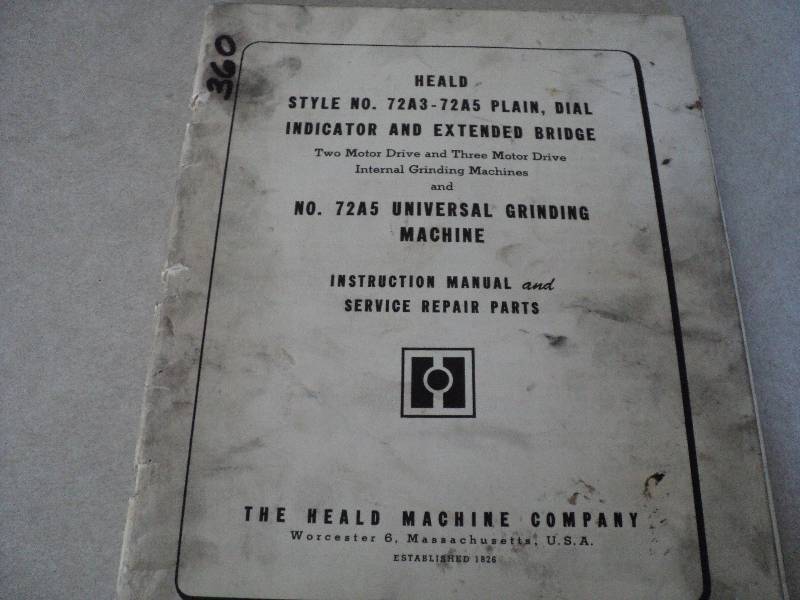 360
HEALD
STYLE NO. 72A3-72A5 PLAIN, DIAL
INDICATOR AND EXTENDED BRIDGE
Two Motor Drive and Three Motor Drive
Internal Grinding Machines
and
NO. 72A5 UNIVERSAL GRINDING
MACHINE
INSTRUCTION MANUAL and
SERVICE REPAIR PARTS
THE HEALD MACHINE COMPANY
Worcester 6, Massachusetts, U.S.A.
ESTABLISHED 1826